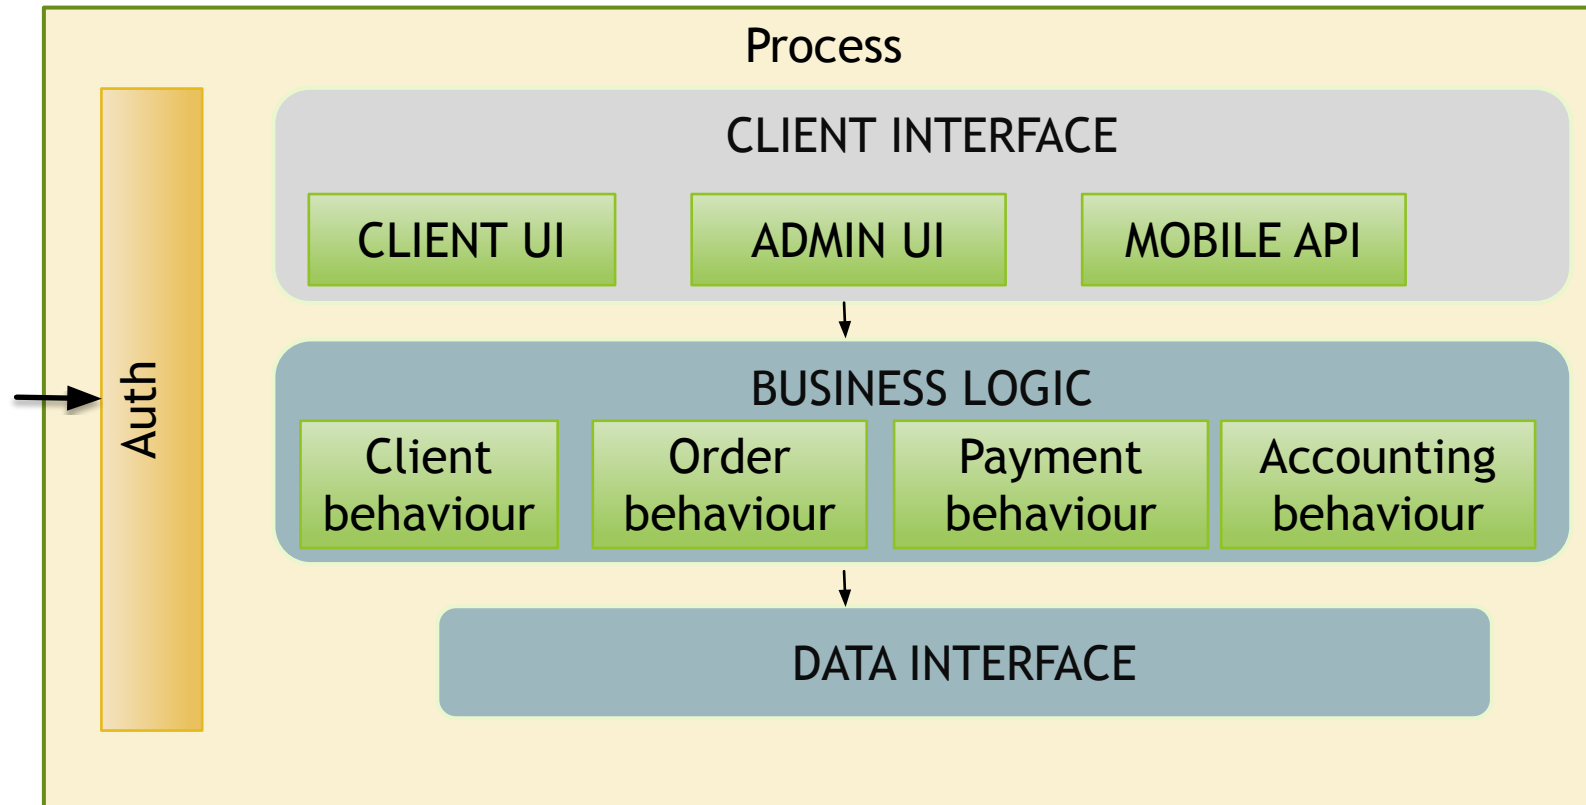 Process
Auth
CLIENT INTERFACE
CLIENT UI
ADMIN UI
MOBILE API
BUSINESS LOGIC
Client
behaviour
Order
behaviour
Payment
behaviour
Accounting
behaviour
DATA INTERFACE